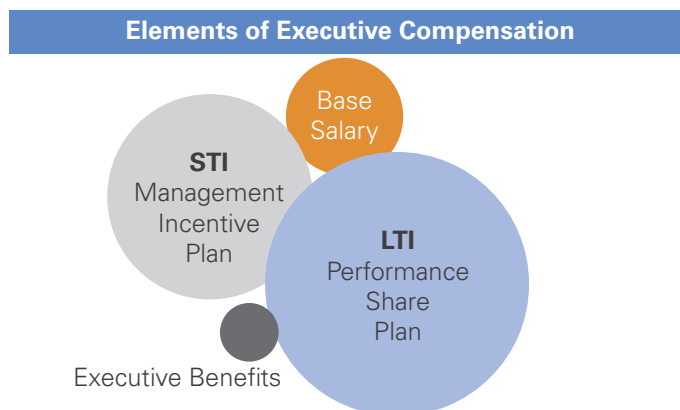 Elements of Executive Compensation
Base
Salary
STI
Management
Incentive
Plan
LTI
Performance
Share
Plan
Executive Benefits